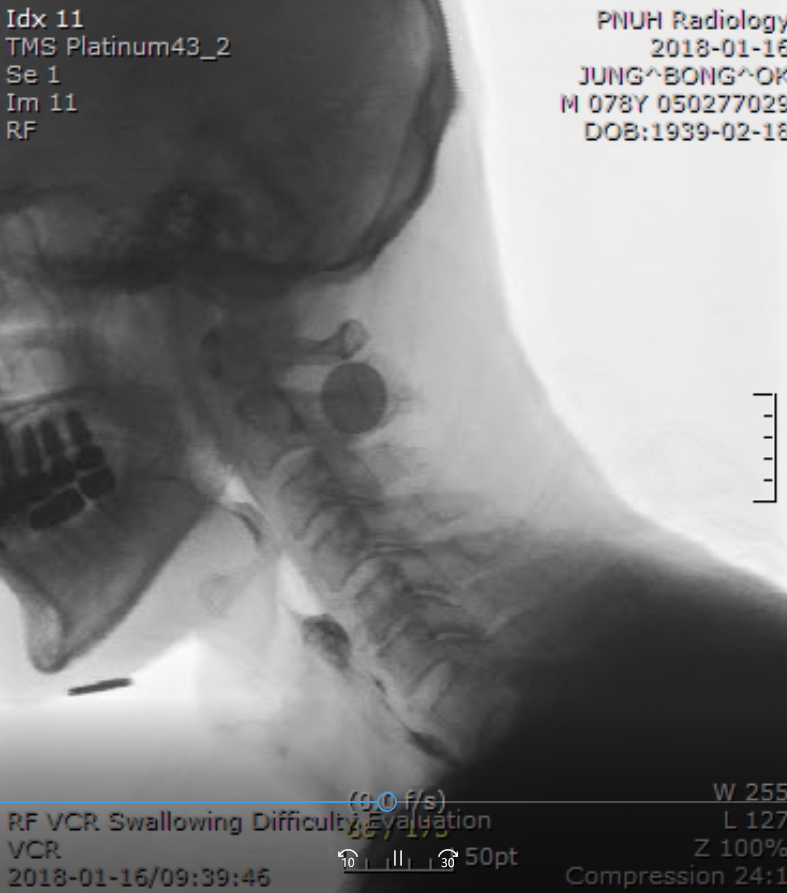 Idx 11
TMS Platinum43_2
Se 1
Im 11
RF
PNUH Radiology
2018-01-16
JUNG^BONG^OK
M 078Y 050277029
DOB:1939-02-18
(0.0 f/s)
RF VCR Swallowing Difficulty Evaluation
VCR
2018-01-16/09:39:46
10
30
50pt
W 255
L 127
Z 100%
Compression 24:1